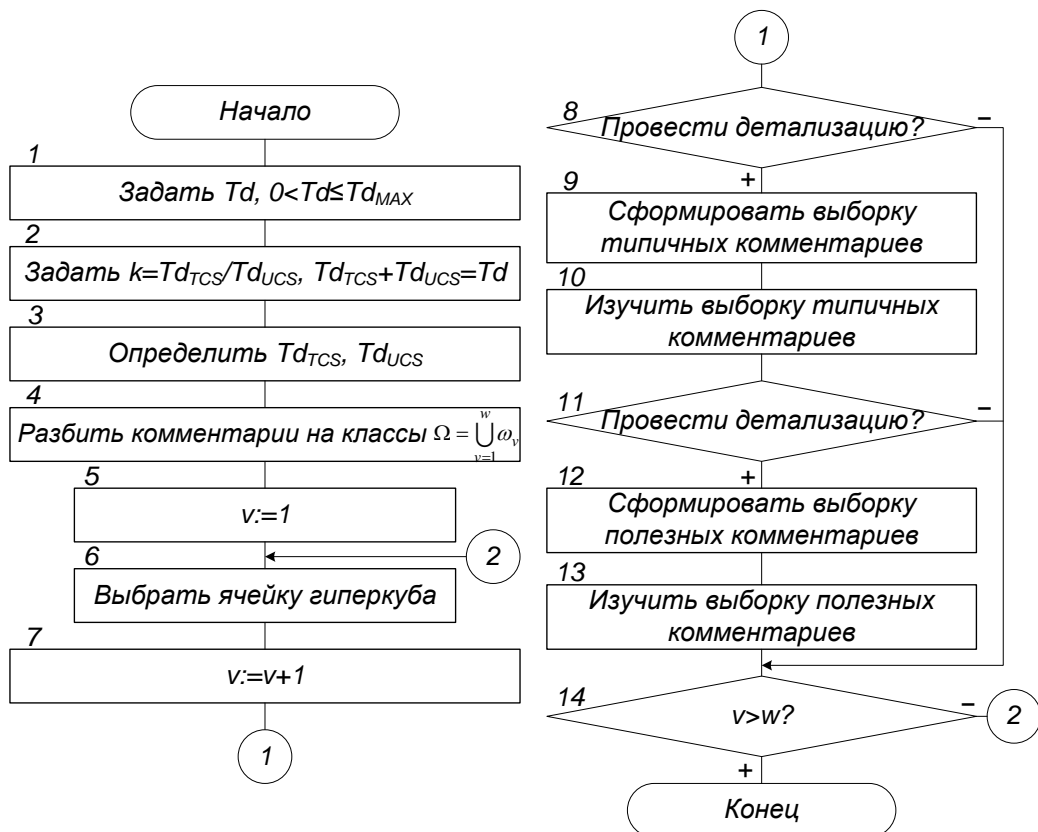 Начало
1
Задать Td, 0<Td≤Td_MAX
2
Задать k=Td_TCS/Td_UCS, Td_TCS+Td_UCS=Td
3
Определить Td_TCS, Td_UCS
4
Разбить комментарии на классы Ω = ⋃_{v=1}^{w} ω_v
5
v:=1
2
6
Выбрать ячейку гиперкуба
7
v:=v+1
1
1
8
Провести детализацию?
–
+
9
Сформировать выборку
типичных комментариев
10
Изучить выборку типичных
комментариев
11
Провести детализацию?
–
+
12
Сформировать выборку
полезных комментариев
13
Изучить выборку полезных
комментариев
14
v>w?
–
2
+
Конец